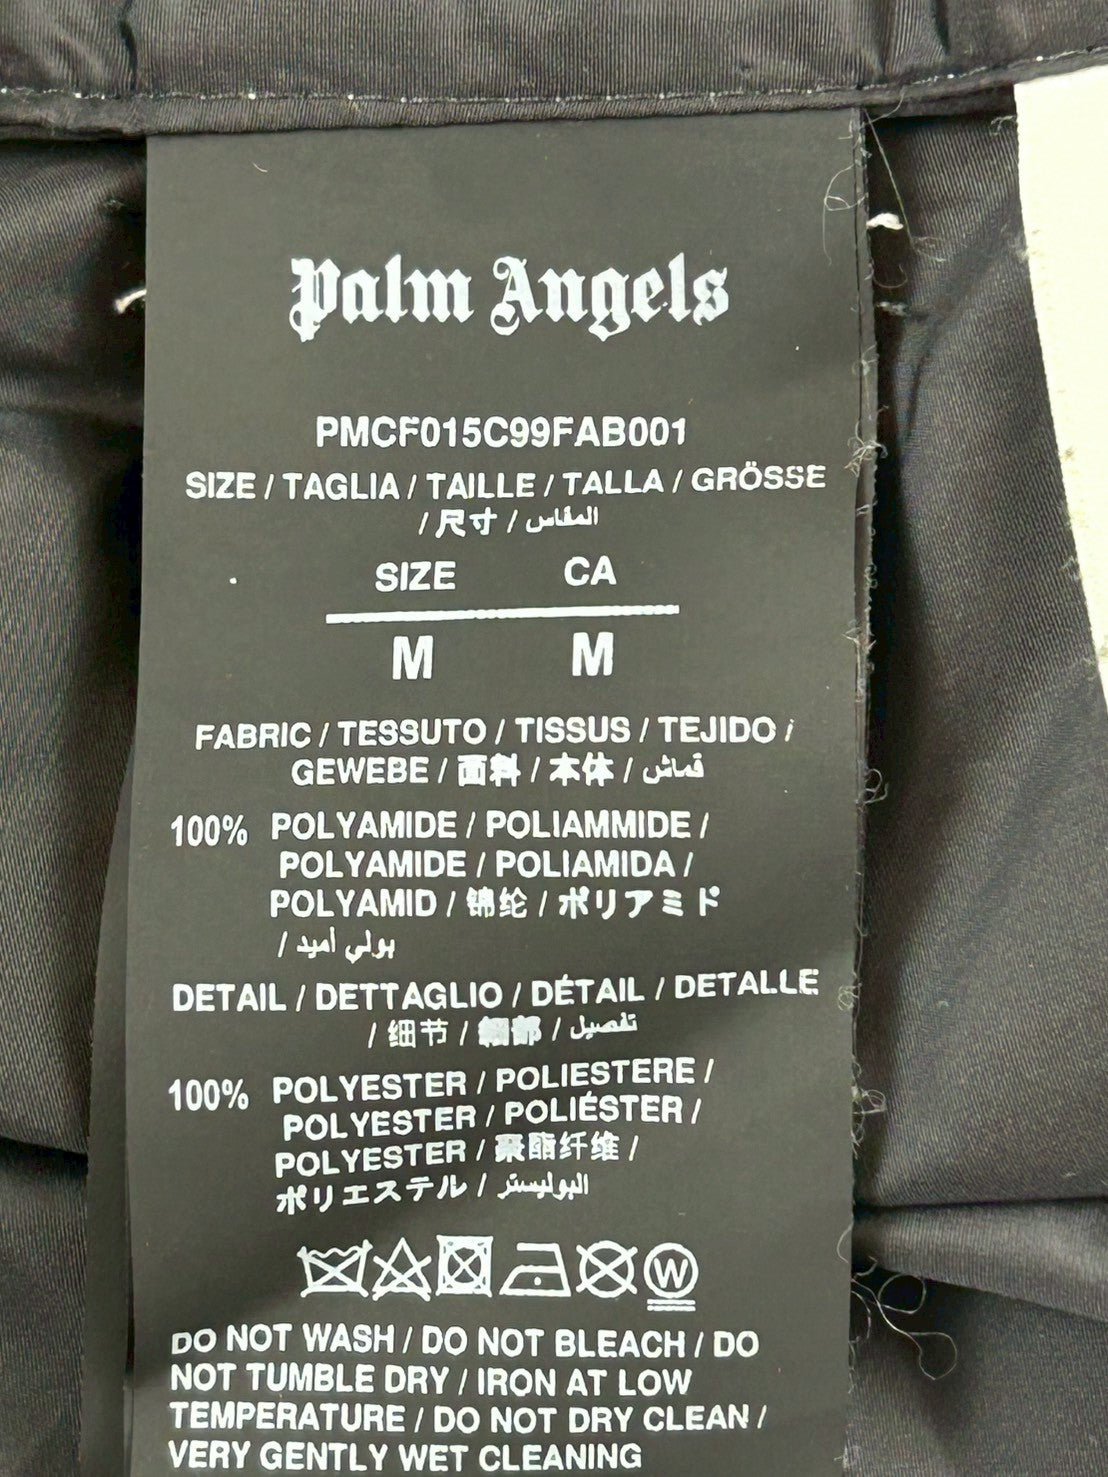 Palm Angels
PMCF015C99FAB001
SIZE / TAGLIA / TAILLE / TALLA / GRÖSSE
/ 尺寸 / المقاس
SIZE CA
M M
FABRIC / TESSUTO / TISSUS / TEJIDO /
GEWEBE / 面料 / 本体 / قماش
100% POLYAMIDE / POLIAMMIDE /
POLYAMIDE / POLIAMIDA /
POLYAMID / 锦纶 / ポリアミド
/ بولي أميد
DETAIL / DETTAGLIO / DÉTAIL / DETALLE
/ 细节 / 細部 / تفصيل
100% POLYESTER / POLIESTERE /
POLYESTER / POLIÉSTER /
POLYESTER / 聚酯纤维 /
ポリエステル / البوليستر
W
DO NOT WASH / DO NOT BLEACH / DO
NOT TUMBLE DRY / IRON AT LOW
TEMPERATURE / DO NOT DRY CLEAN /
VERY GENTLY WET CLEANING